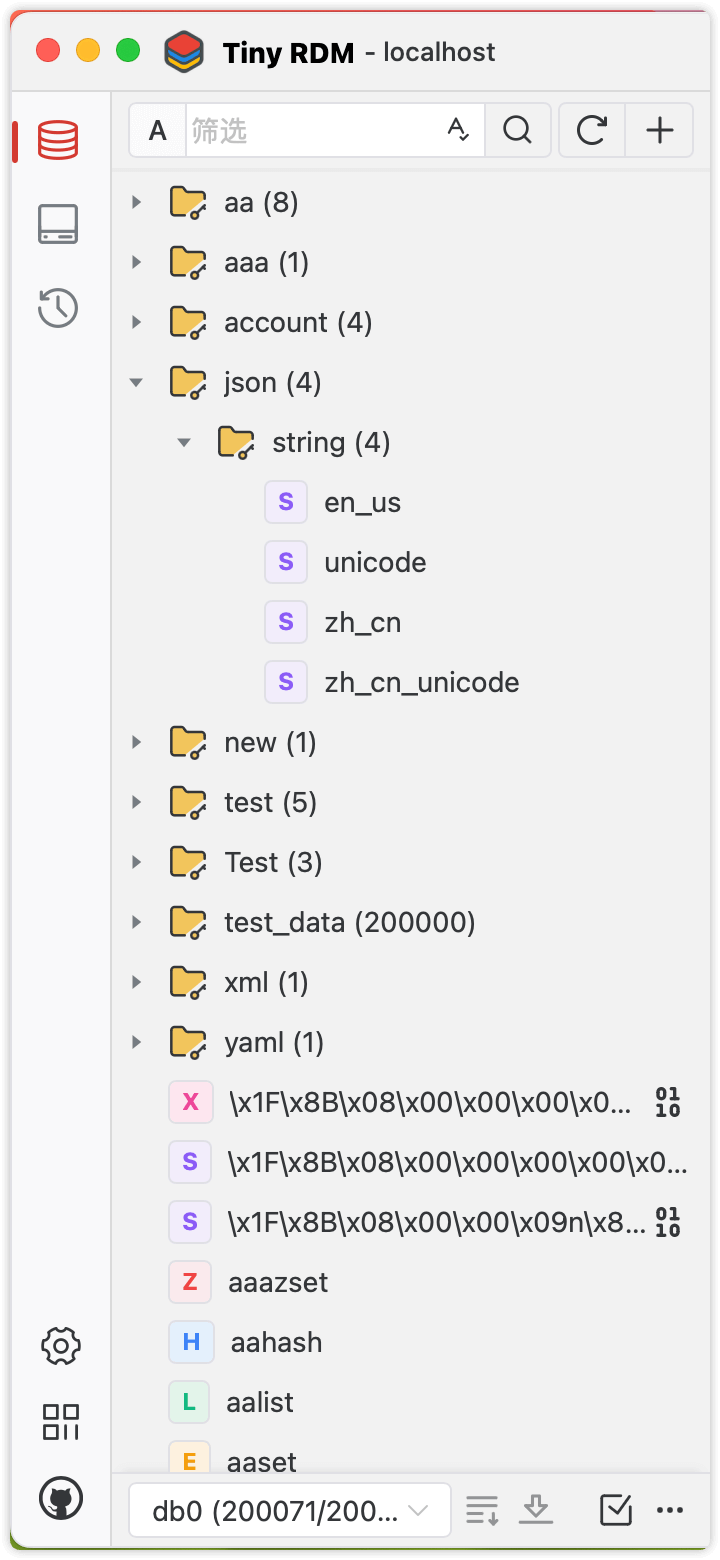 Tiny RDM - localhost
A 筛选 A
aa (8)
aaa (1)
account (4)
json (4)
string (4)
S en_us
S unicode
S zh_cn
S zh_cn_unicode
new (1)
test (5)
Test (3)
test_data (200000)
xml (1)
yaml (1)
X \x1F\x8B\x08\x00\x00\x00\x0... 01 10
S \x1F\x8B\x08\x00\x00\x00\x00\x0...
S \x1F\x8B\x08\x00\x00\x09n\x8... 01 10
Z aaazset
H aahash
L aalist
E aaset
db0 (200071/200...